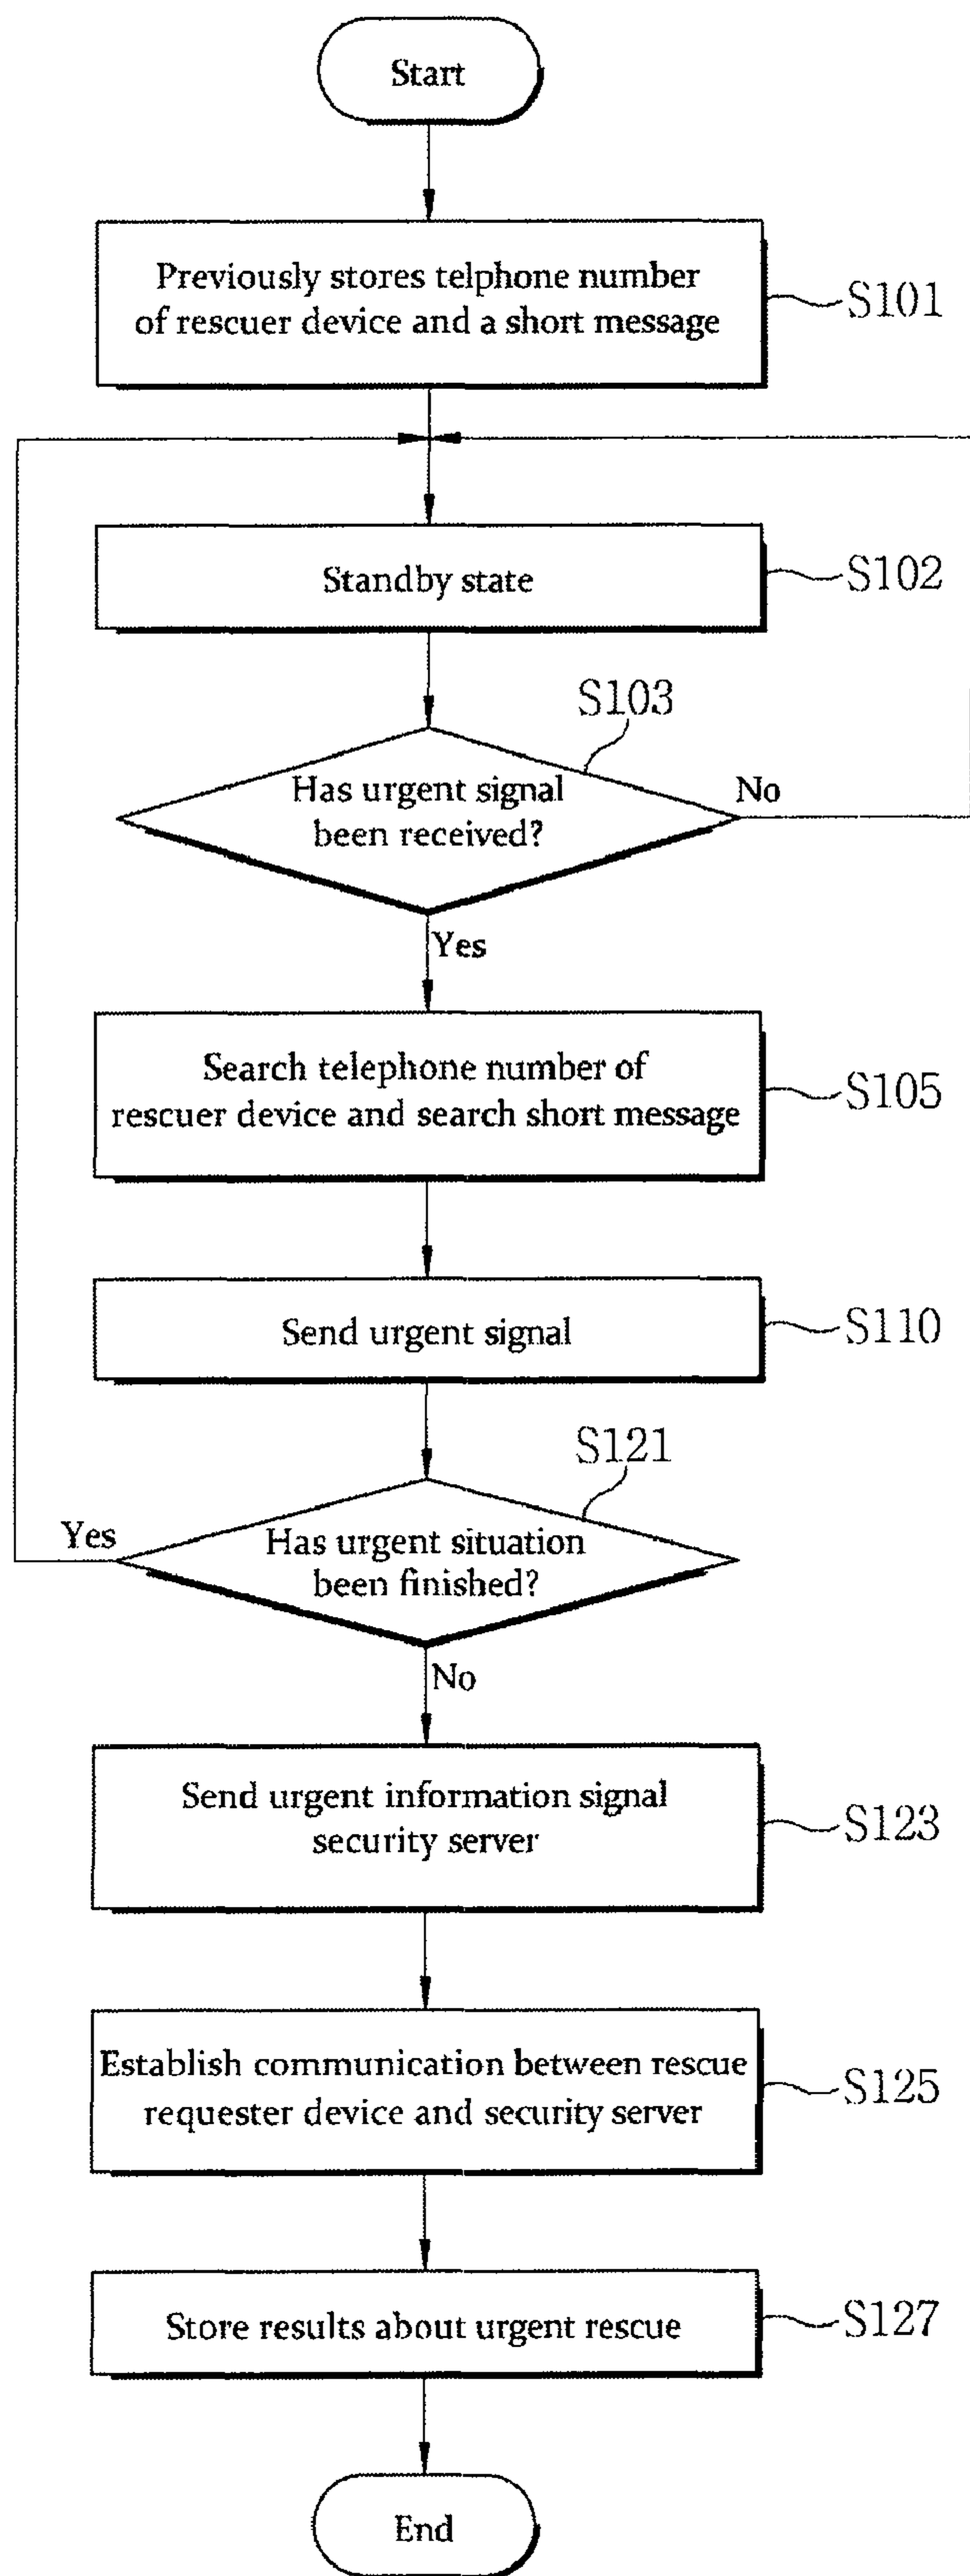 Start
Previously stores telphone number
of rescuer device and a short message
S101
Standby state
S102
S103
Has urgent signal
been received?
No
Yes
Search telephone number of
rescuer device and search short message
S105
Send urgent signal
S110
S121
Yes
Has urgent situation
been finished?
No
Send urgent information signal
security server
S123
Establish communication between rescue
requester device and security server
S125
Store results about urgent rescue
S127
End